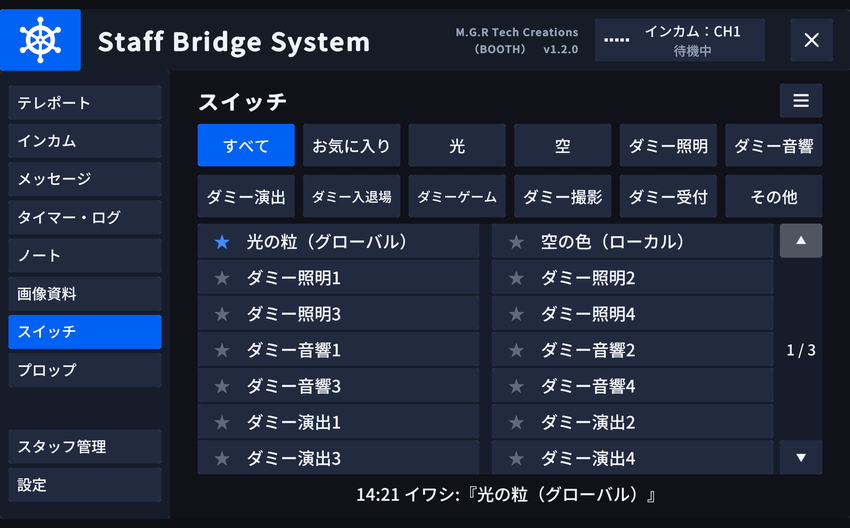 Staff Bridge System
M.G.R Tech Creations
（BOOTH） v1.2.0
インカム：CH1
待機中
テレポート
インカム
メッセージ
タイマー・ログ
ノート
画像資料
スイッチ
プロップ
スタッフ管理
設定
スイッチ
すべて
お気に入り
光
空
ダミー照明
ダミー音響
ダミー演出
ダミー入退場
ダミーゲーム
ダミー撮影
ダミー受付
その他
光の粒（グローバル）
空の色（ローカル）
ダミー照明1
ダミー照明2
ダミー照明3
ダミー照明4
ダミー音響1
ダミー音響2
ダミー音響3
ダミー音響4
ダミー演出1
ダミー演出2
ダミー演出3
ダミー演出4
1 / 3
14:21 イワシ:『光の粒（グローバル）』